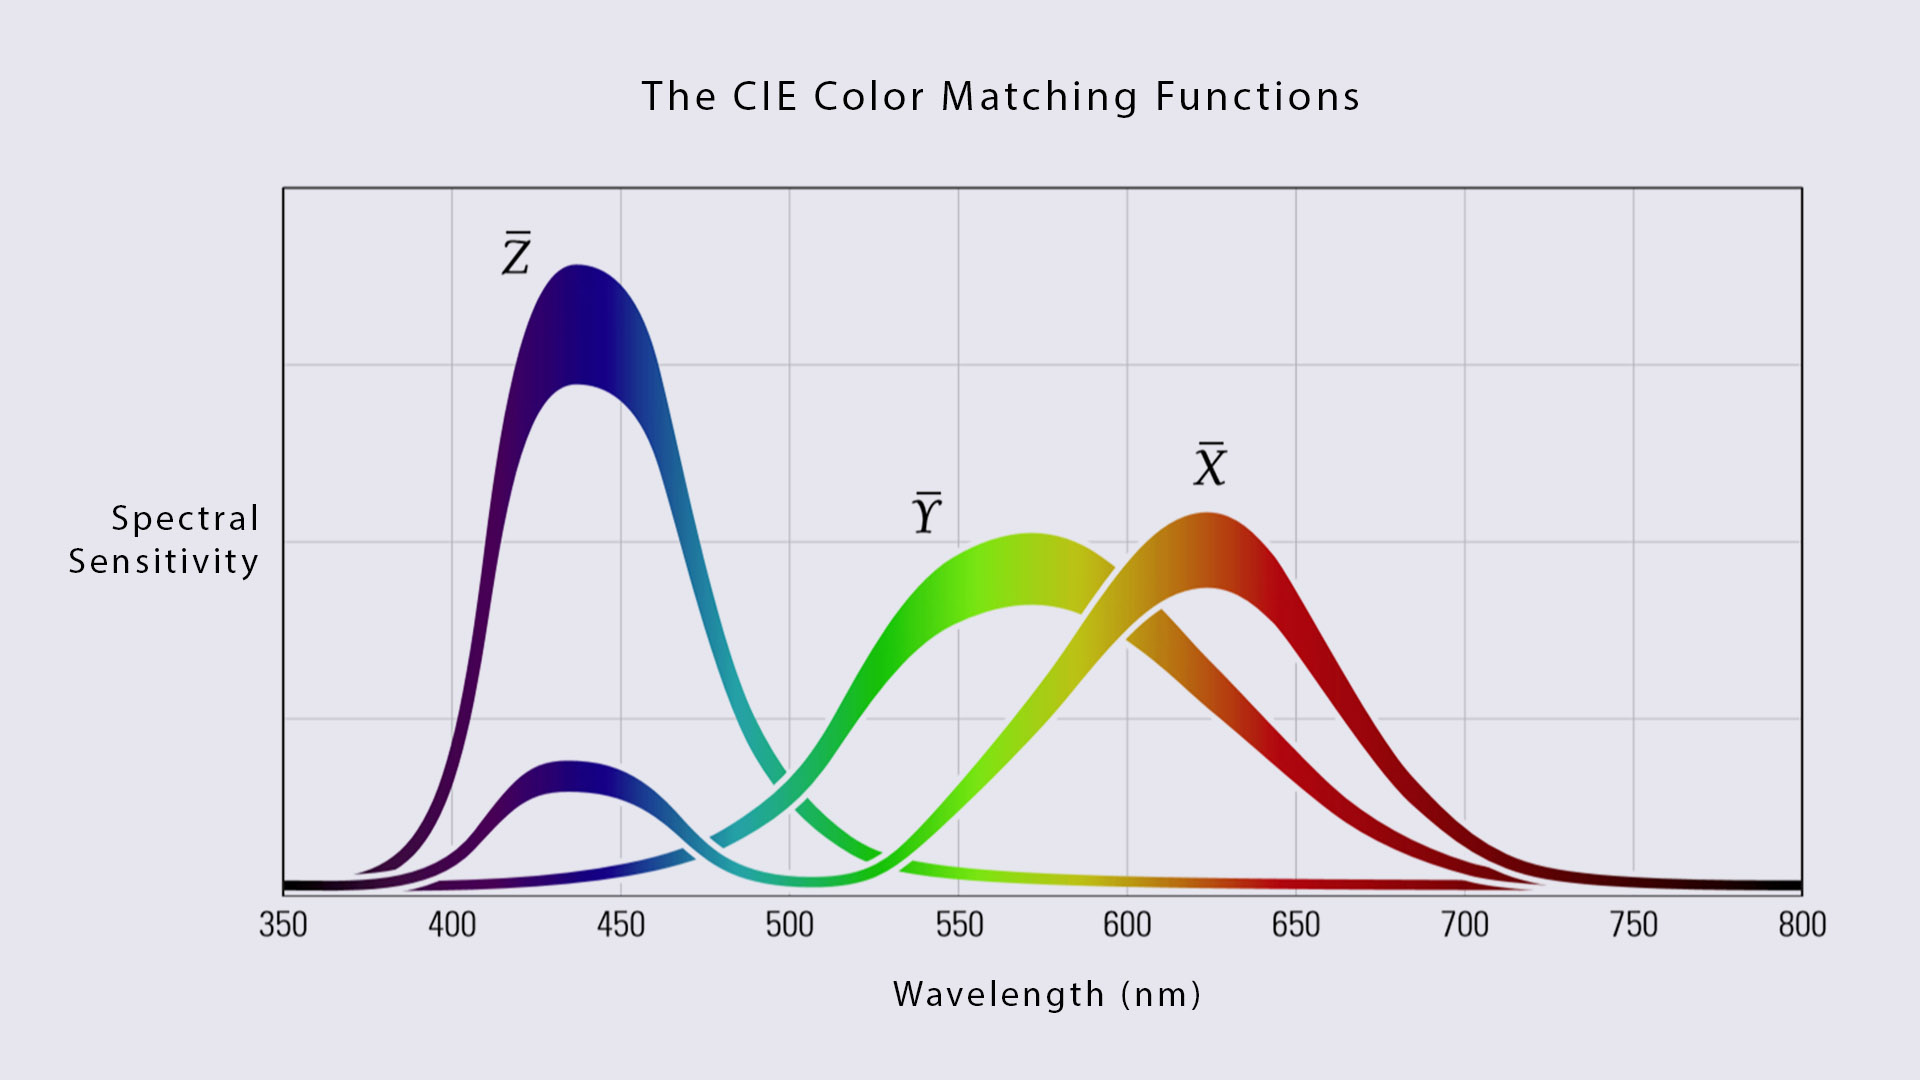 The CIE Color Matching Functions
Z̅
X̅
Y̅
Spectral
Sensitivity
350 400 450 500 550 600 650 700 750 800
Wavelength (nm)